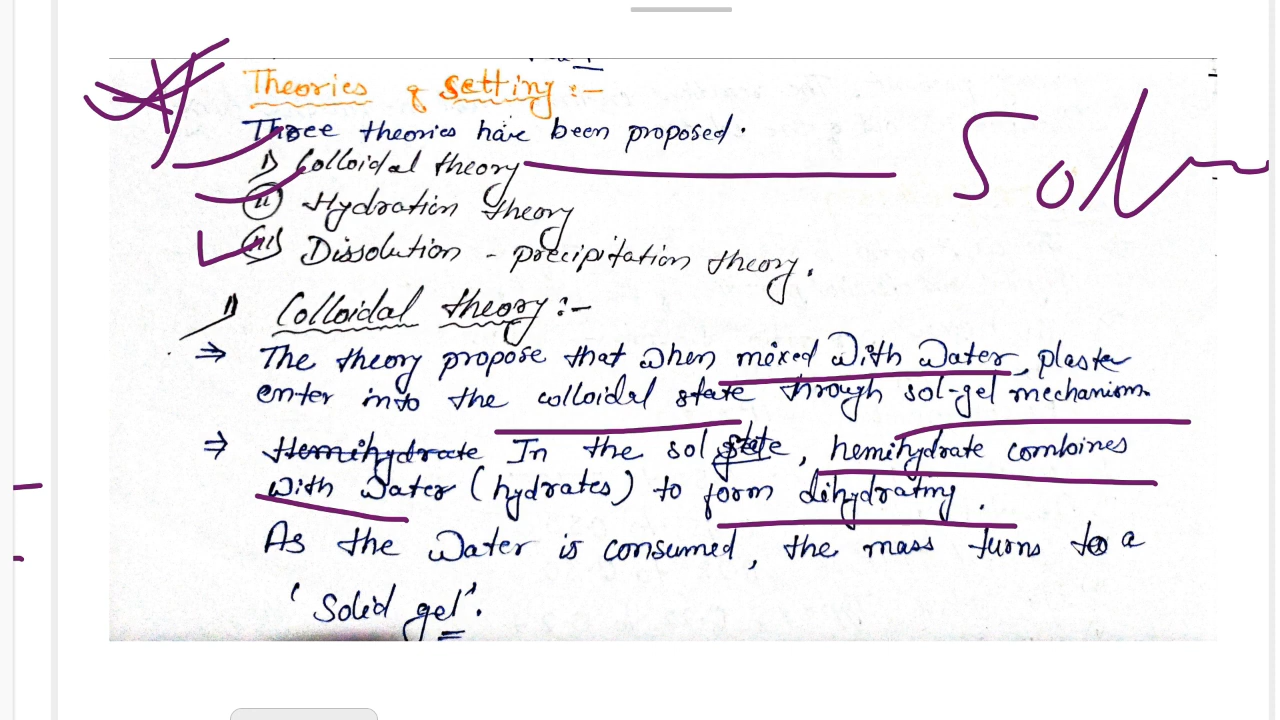 Theories of setting :-
Three theories have been proposed.
i) Colloidal theory
ii) Hydration theory
iii) Dissolution - precipitation theory.
Sol
1) Colloidal theory :-
⇒ The theory propose that when mixed with water, plaster
enter into the colloidal state through sol-gel mechanism.
⇒ Hemihydrate In the sol state, hemihydrate combines
with water (hydrates) to form dihydrating.
As the water is consumed, the mass turns to a
'Solid gel'.